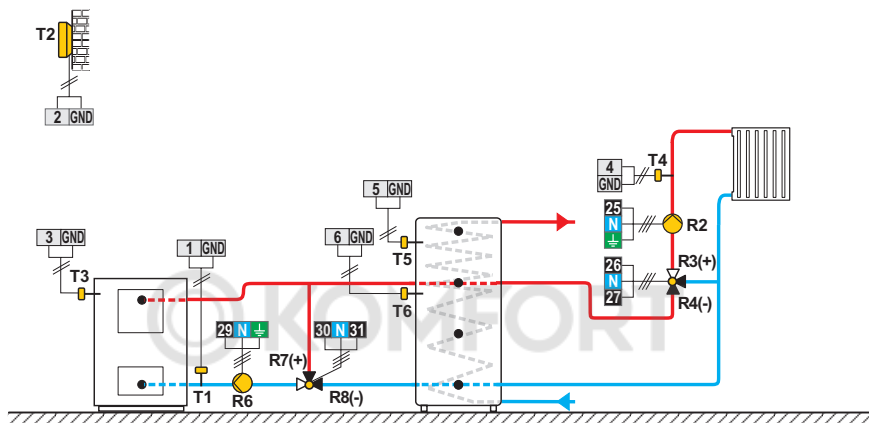 T2
2 GND
3 GND
T3
1 GND
T1
29 N
R6
R7(+)
30 N 31
R8(-)
5 GND
T5
6 GND
T6
4
GND
T4
25
N
R2
26
N
27
R3(+)
R4(-)
© KOMFORT